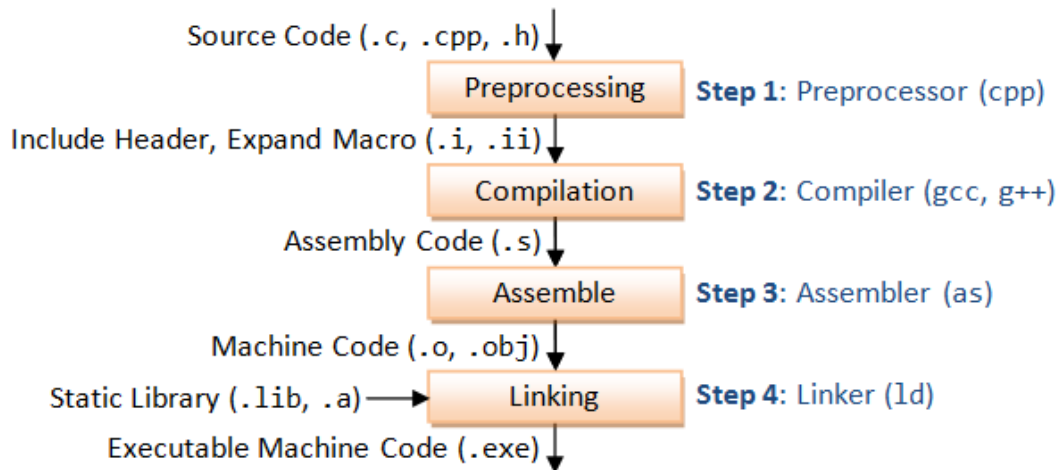 Source Code (.c, .cpp, .h)
Preprocessing
Step 1: Preprocessor (cpp)
Include Header, Expand Macro (.i, .ii)
Compilation
Step 2: Compiler (gcc, g++)
Assembly Code (.s)
Assemble
Step 3: Assembler (as)
Machine Code (.o, .obj)
Static Library (.lib, .a)
Linking
Step 4: Linker (ld)
Executable Machine Code (.exe)